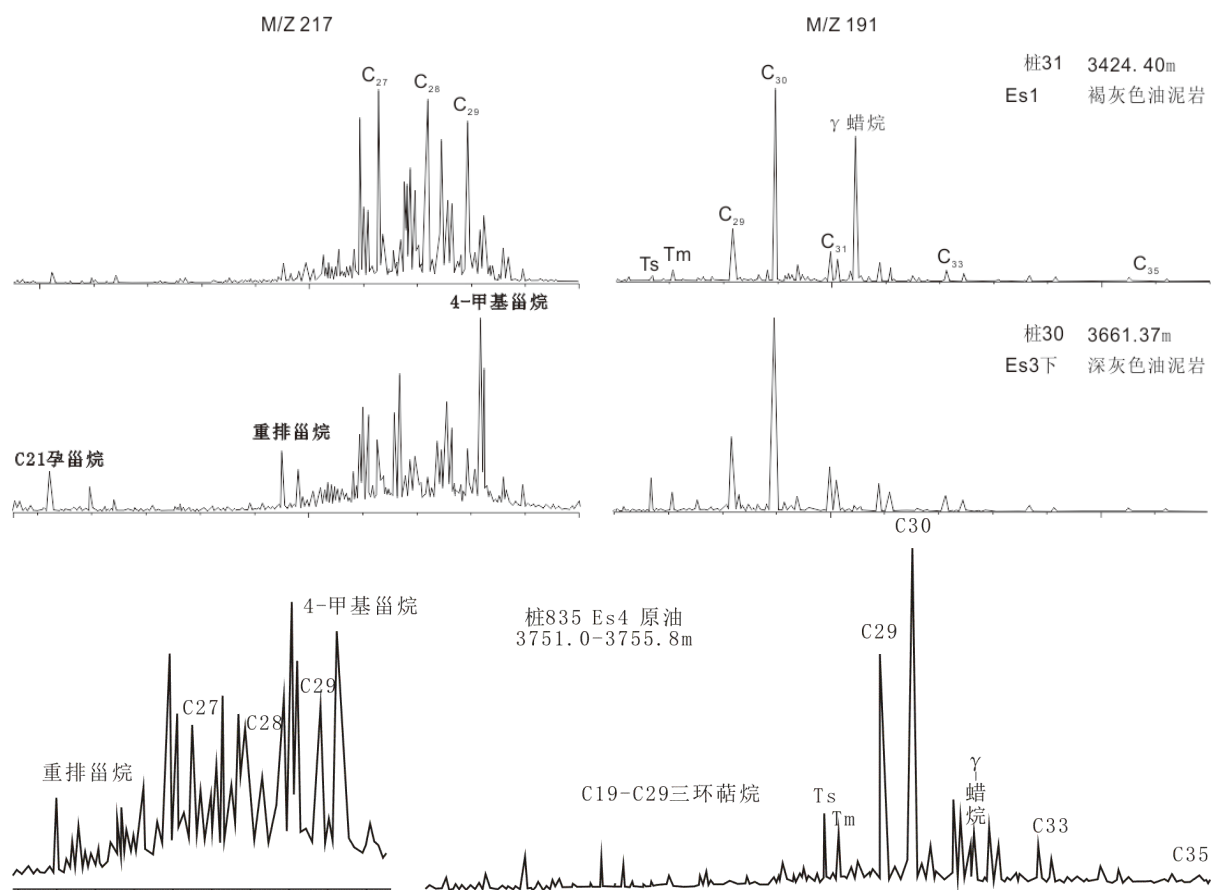 M/Z 217
M/Z 191
桩31 3424.40m
Es1 褐灰色油泥岩
C27
C28
C29
C30
γ 蜡烷
C29
Ts
Tm
C31
C33
C35
4-甲基甾烷
重排甾烷
C21孕甾烷
桩30 3661.37m
Es3下 深灰色油泥岩
C30
4-甲基甾烷
桩835 Es4 原油
3751.0-3755.8m
C29
C27
C28
C29
重排甾烷
C19-C29三环萜烷
Ts
Tm
γ
蜡
烷
C33
C35